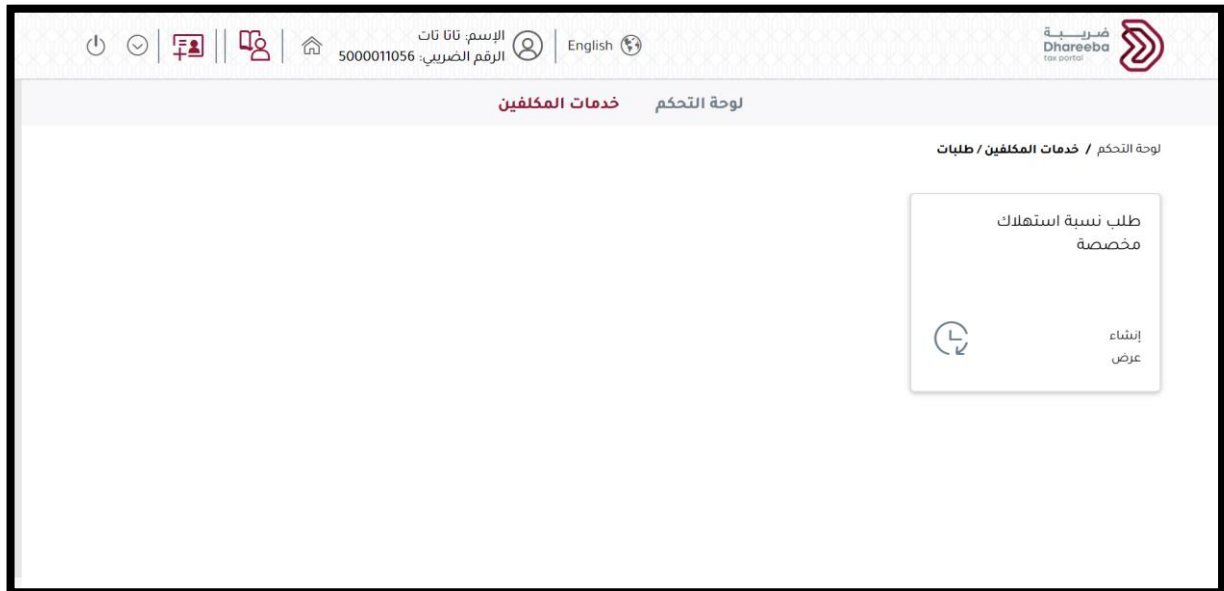 ضريبة
Dhareeba
tax portal
English
الإسم: تاتا تات
الرقم الضريبي: 5000011056
لوحة التحكم
خدمات المكلفين
لوحة التحكم / خدمات المكلفين / طلبات
طلب نسبة استهلاك
مخصصة
إنشاء
عرض